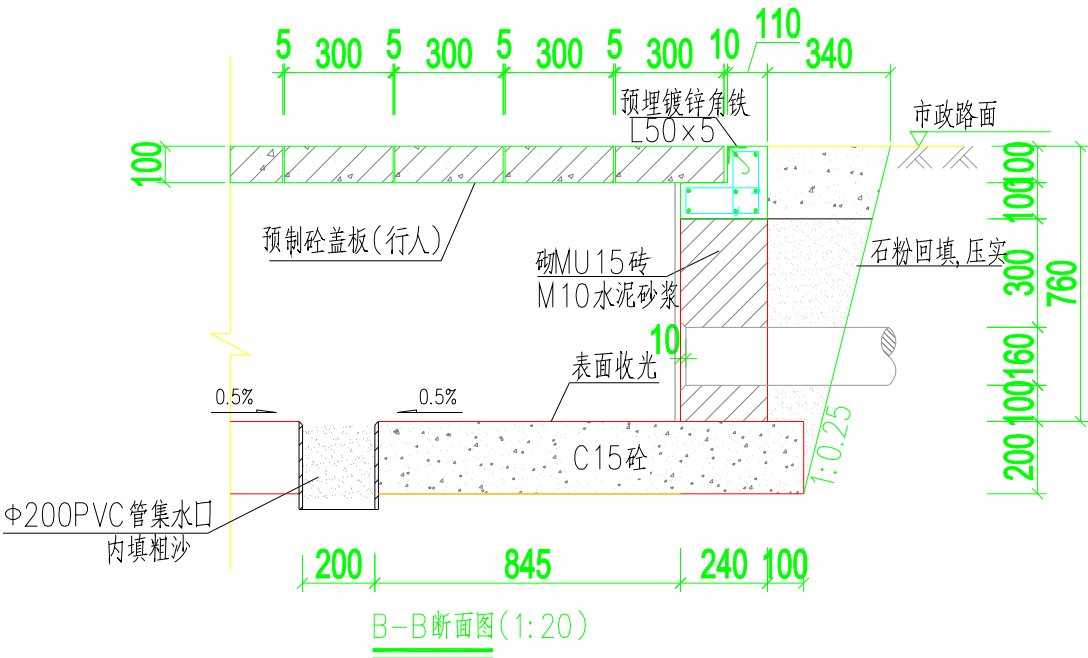 5 300 5 300 5 300 5 300 10 110 340
预埋镀锌角铁
L50×5
市政路面
100
100
100
300
160
100
200
760
预制砼盖板(行人)
砌MU15砖
M10水泥砂浆
石粉回填,压实
10
表面收光
0.5%
0.5%
C15砼
1:0.25
Φ200PVC管集水口
内填粗沙
200 845 240 100
B-B断面图(1:20)